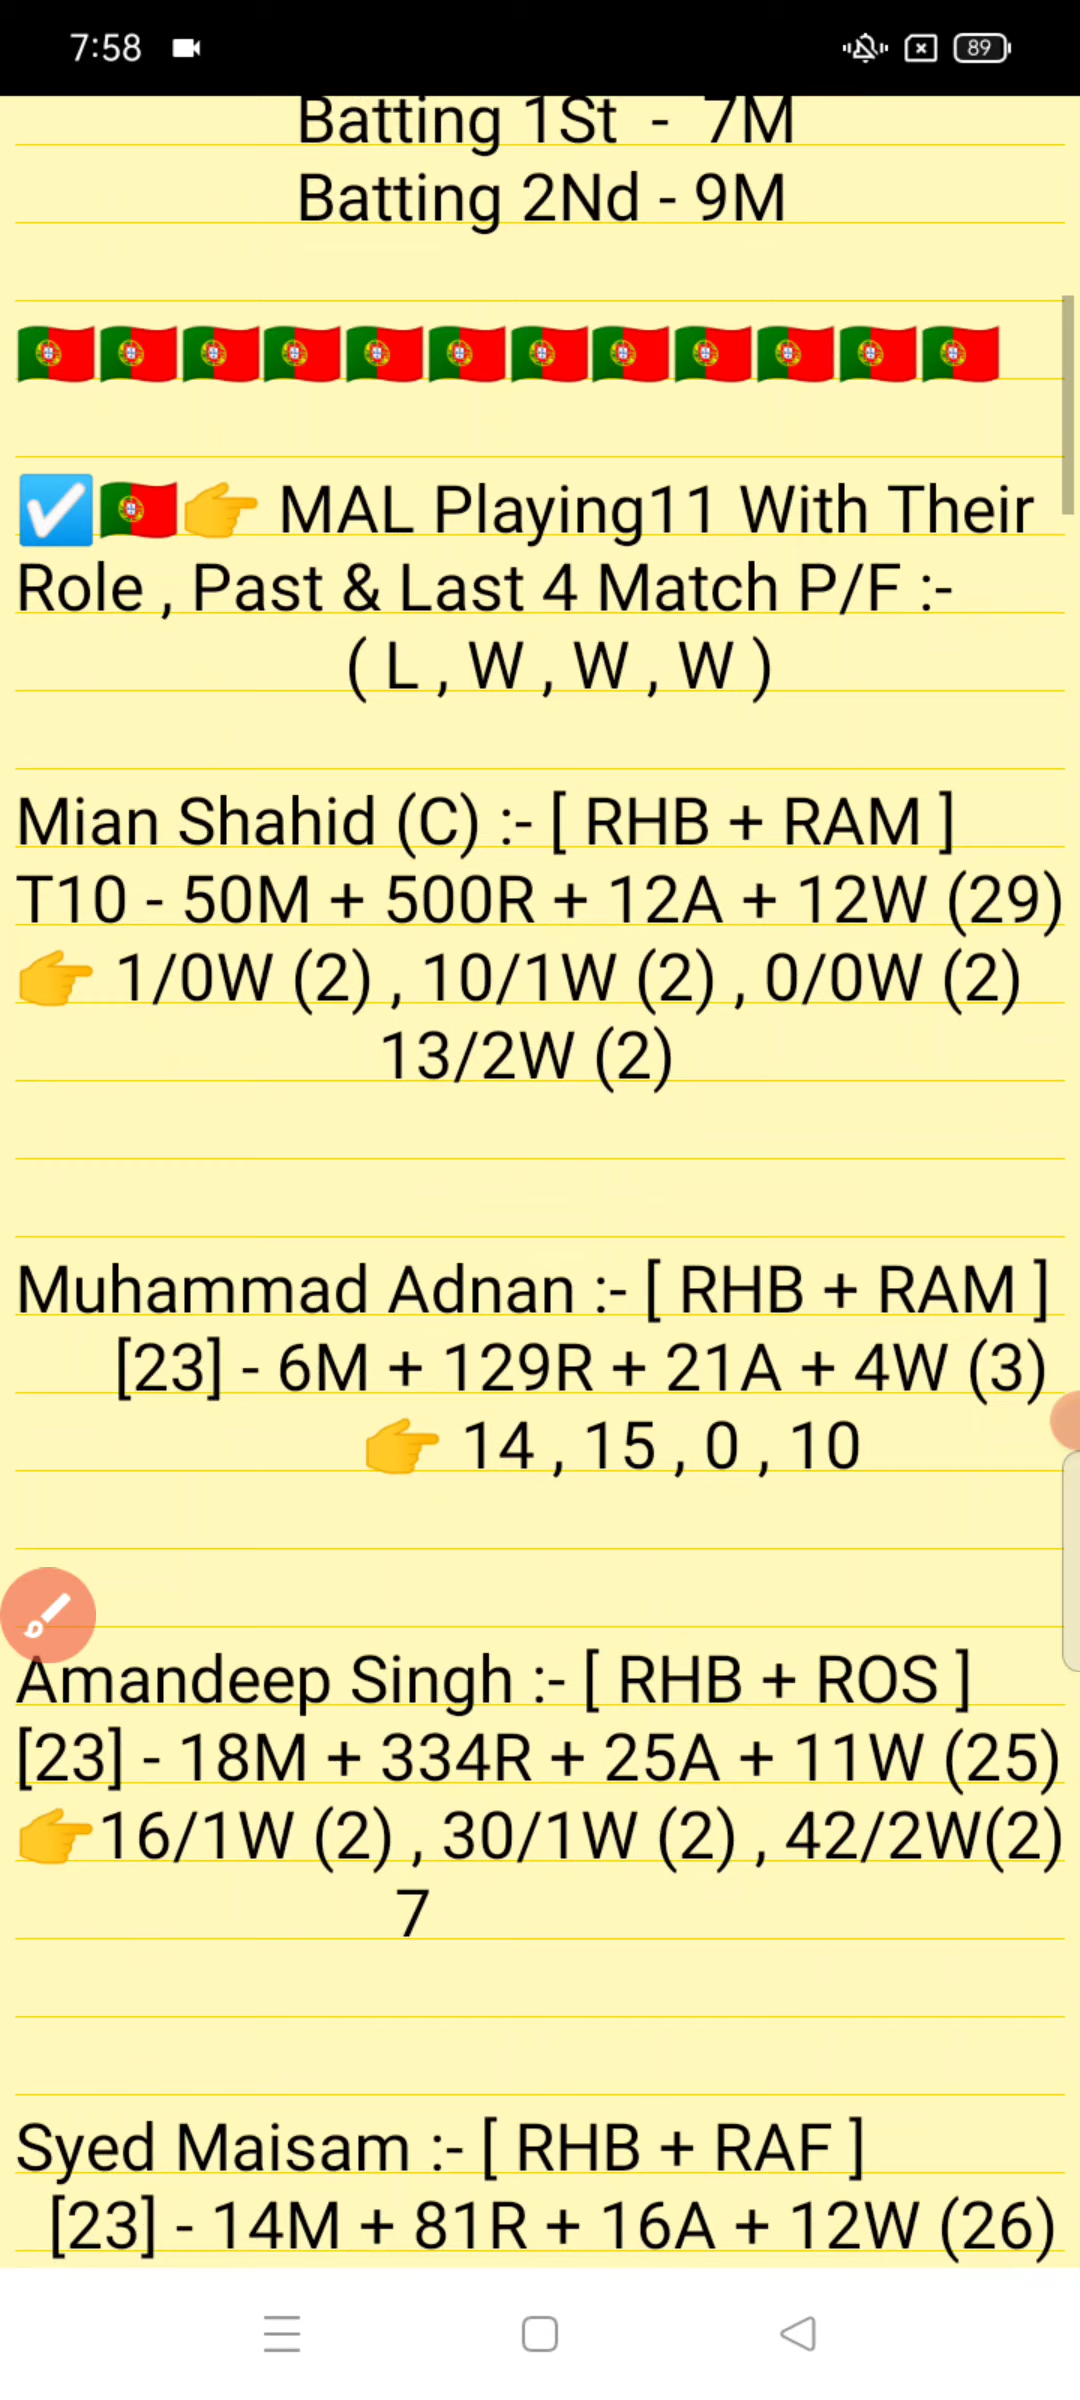 7:58
89
Batting 1St - 7M
Batting 2Nd - 9M
🇵🇹🇵🇹🇵🇹🇵🇹🇵🇹🇵🇹🇵🇹🇵🇹🇵🇹🇵🇹🇵🇹🇵🇹
☑️🇵🇹👉 MAL Playing11 With Their
Role , Past & Last 4 Match P/F :-
( L , W , W , W )
Mian Shahid (C) :- [ RHB + RAM ]
T10 - 50M + 500R + 12A + 12W (29)
👉 1/0W (2) , 10/1W (2) , 0/0W (2)
13/2W (2)
Muhammad Adnan :- [ RHB + RAM ]
[23] - 6M + 129R + 21A + 4W (3)
👉 14 , 15 , 0 , 10
Amandeep Singh :- [ RHB + ROS ]
[23] - 18M + 334R + 25A + 11W (25)
👉16/1W (2) , 30/1W (2) , 42/2W(2)
7
Syed Maisam :- [ RHB + RAF ]
[23] - 14M + 81R + 16A + 12W (26)